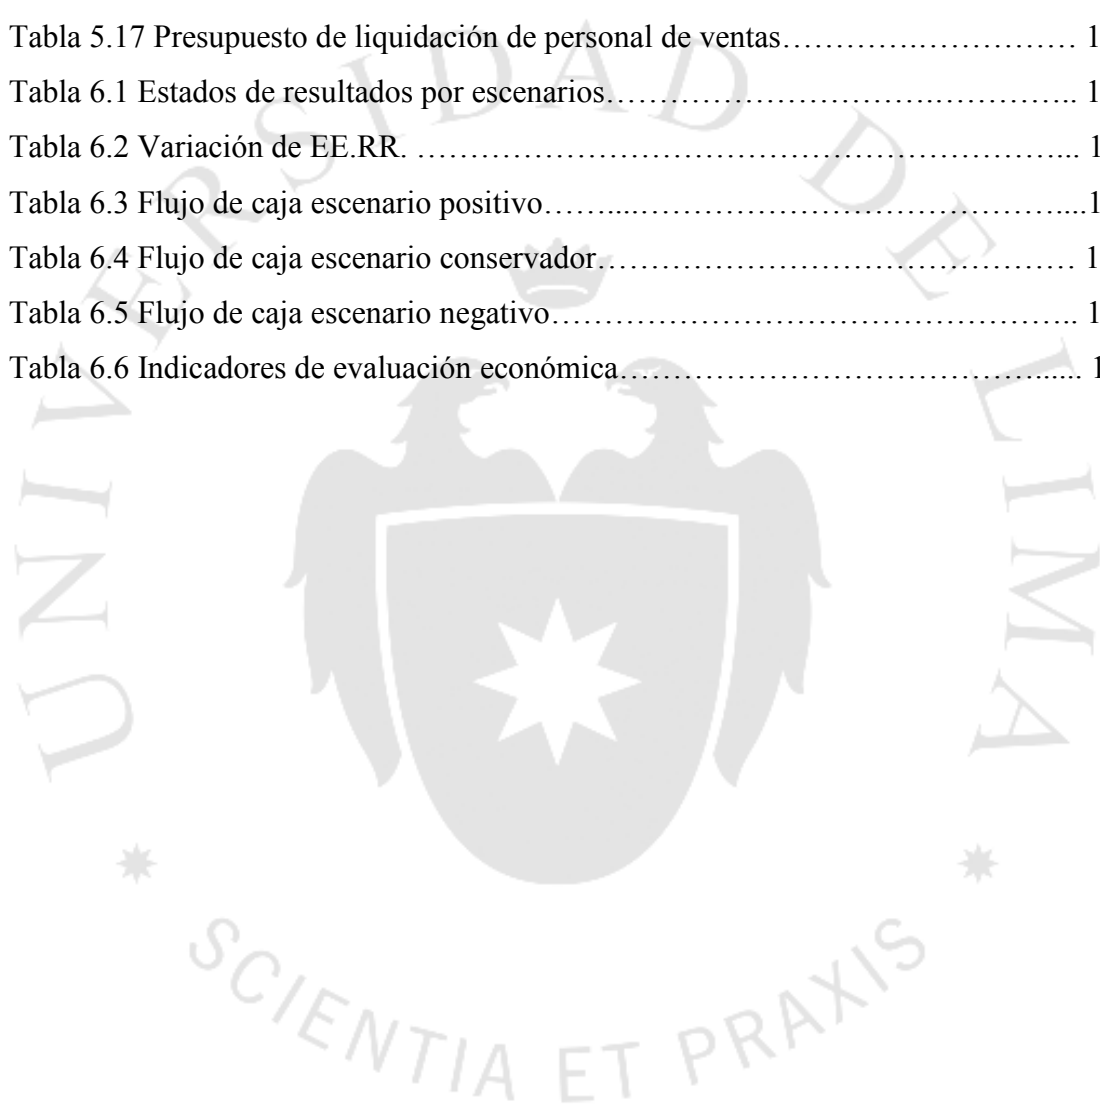 Tabla 5.17 Presupuesto de liquidación de personal de ventas…………..…………… 1
Tabla 6.1 Estados de resultados por escenarios……………………….………….. 1
Tabla 6.2 Variación de EE.RR. …………………………………………………... 1
Tabla 6.3 Flujo de caja escenario positivo……....……………………………….....1
Tabla 6.4 Flujo de caja escenario conservador…………………………………… 1
Tabla 6.5 Flujo de caja escenario negativo……………………………………….. 1
Tabla 6.6 Indicadores de evaluación económica………………………………...... 1
UNIVERSIDAD DE LIMA
SCIENTIA ET PRAXIS